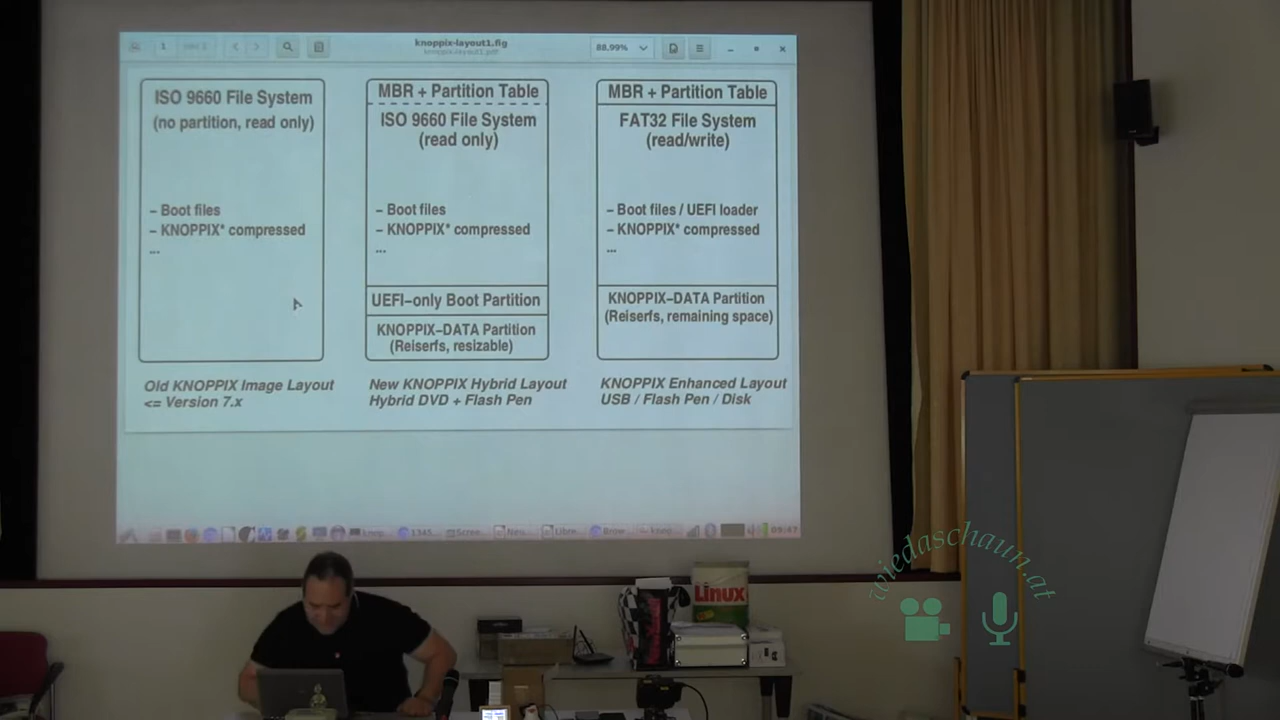 knoppix-layout1.fig
knoppix-layout1.pdf
1
88.99%
ISO 9660 File System
(no partition, read only)
– Boot files
– KNOPPIX* compressed
...
Old KNOPPIX Image Layout
<= Version 7.x
MBR + Partition Table
ISO 9660 File System
(read only)
– Boot files
– KNOPPIX* compressed
...
UEFI–only Boot Partition
KNOPPIX–DATA Partition
(Reiserfs, resizable)
New KNOPPIX Hybrid Layout
Hybrid DVD + Flash Pen
MBR + Partition Table
FAT32 File System
(read/write)
– Boot files / UEFI loader
– KNOPPIX* compressed
...
KNOPPIX–DATA Partition
(Reiserfs, remaining space)
KNOPPIX Enhanced Layout
USB / Flash Pen / Disk
09:47
Linux
wiedaschaun.at